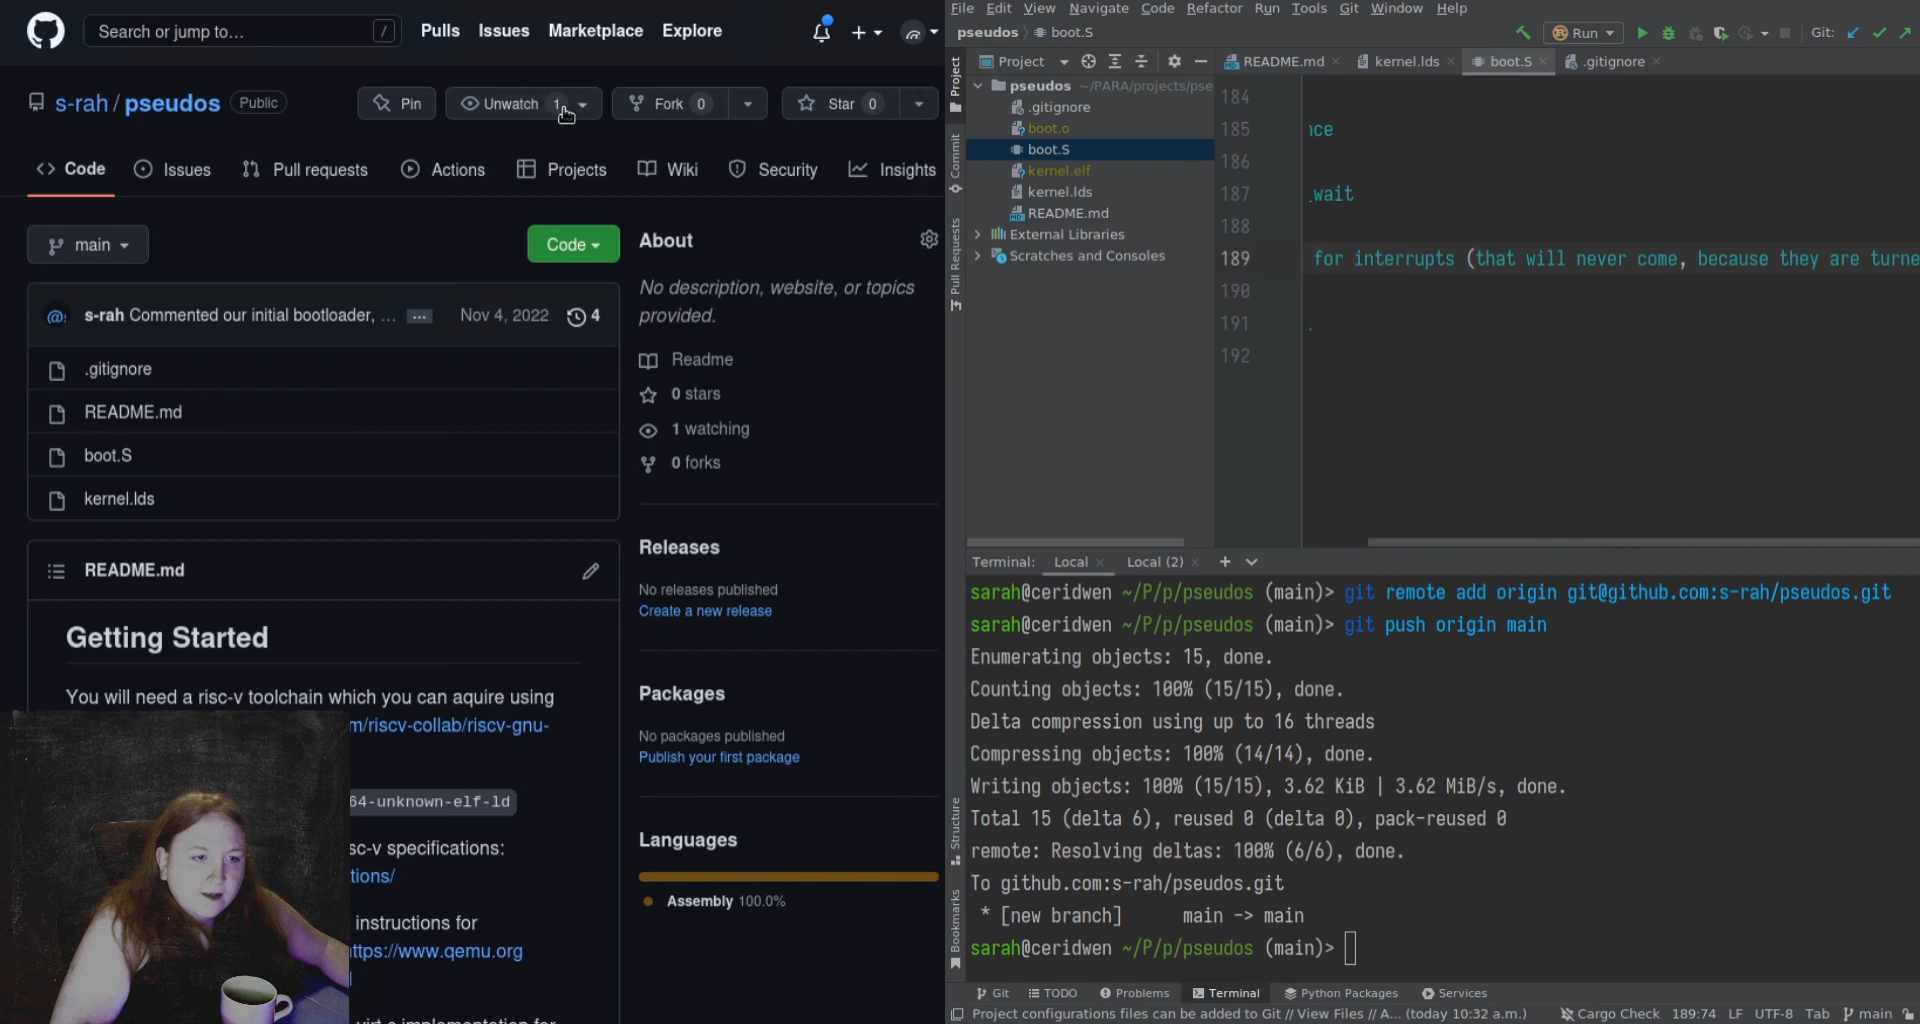 Search or jump to…
/
Pulls
Issues
Marketplace
Explore
s-rah / pseudos
Public
Pin
Unwatch 1
Fork 0
Star 0
Code
Issues
Pull requests
Actions
Projects
Wiki
Security
Insights
main
Code
s-rah Commented our initial bootloader, … ... Nov 4, 2022 4
.gitignore
README.md
boot.S
kernel.lds
README.md
Getting Started
You will need a risc-v toolchain which you can aquire using
m/riscv-collab/riscv-gnu-
64-unknown-elf-ld
sc-v specifications:
tions/
instructions for
ttps://www.qemu.org
About
No description, website, or topics
provided.
Readme
0 stars
1 watching
0 forks
Releases
No releases published
Create a new release
Packages
No packages published
Publish your first package
Languages
Assembly 100.0%
File Edit View Navigate Code Refactor Run Tools Git Window Help
pseudos boot.S
Run
Git:
Project
README.md
kernel.lds
boot.S
.gitignore
Project
Commit
Pull Requests
Structure
Bookmarks
pseudos ~/PARA/projects/pse
.gitignore
boot.o
boot.S
kernel.elf
kernel.lds
README.md
External Libraries
Scratches and Consoles
184
185
186
187 _wait
188
189 for interrupts (that will never come, because they are turne
190
191
192
Terminal: Local Local (2)
sarah@ceridwen ~/P/p/pseudos (main)> git remote add origin git@github.com:s-rah/pseudos.git
sarah@ceridwen ~/P/p/pseudos (main)> git push origin main
Enumerating objects: 15, done.
Counting objects: 100% (15/15), done.
Delta compression using up to 16 threads
Compressing objects: 100% (14/14), done.
Writing objects: 100% (15/15), 3.62 KiB | 3.62 MiB/s, done.
Total 15 (delta 6), reused 0 (delta 0), pack-reused 0
remote: Resolving deltas: 100% (6/6), done.
To github.com:s-rah/pseudos.git
* [new branch] main -> main
sarah@ceridwen ~/P/p/pseudos (main)>
Git TODO Problems Terminal Python Packages Services
Project configurations files can be added to Git // View Files // A... (today 10:32 a.m.)
Cargo Check 189:74 LF UTF-8 Tab main